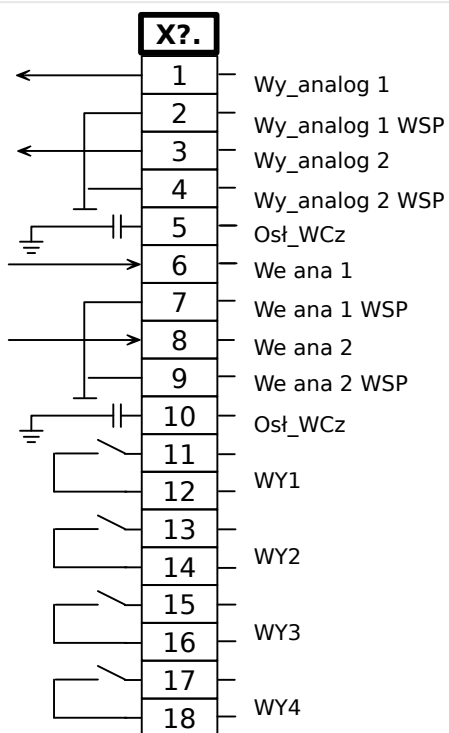 X?.
1 Wy_analog 1
2 Wy_analog 1 WSP
3 Wy_analog 2
4 Wy_analog 2 WSP
5 Osł_WCz
6 We ana 1
7 We ana 1 WSP
8 We ana 2
9 We ana 2 WSP
10 Osł_WCz
11
WY1
12
13
WY2
14
15
WY3
16
17
WY4
18